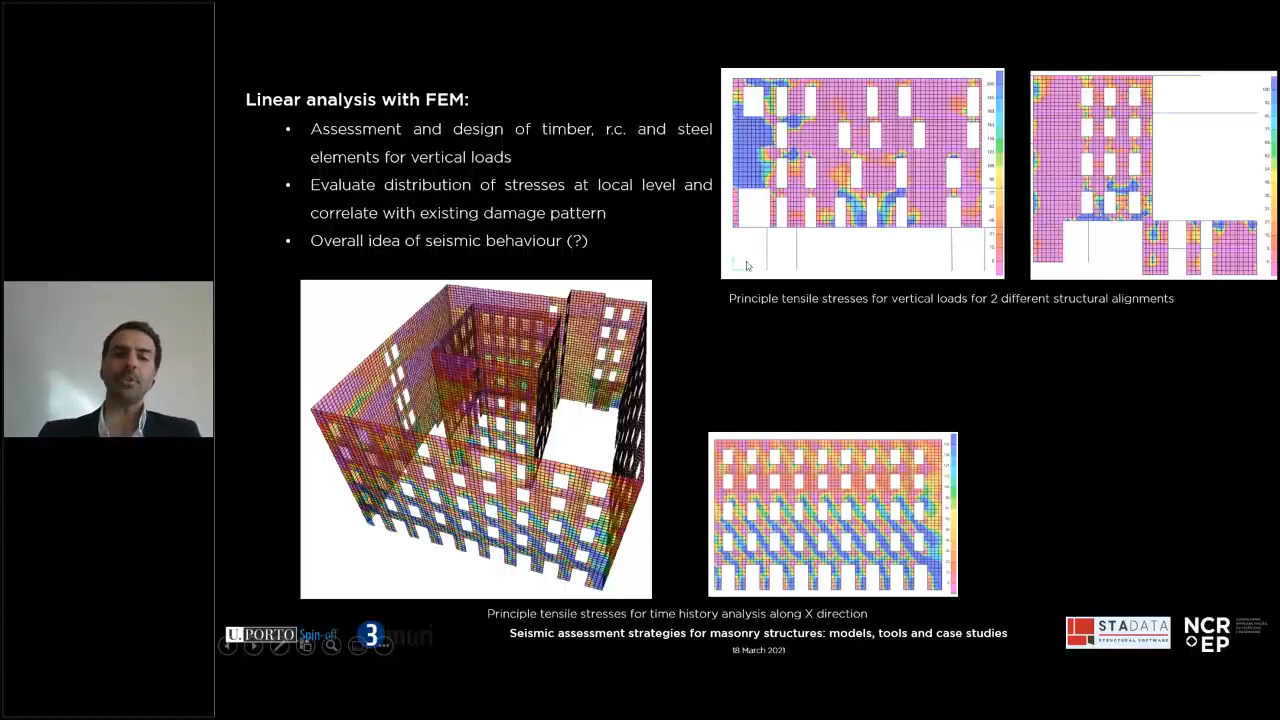 Linear analysis with FEM:
• Assessment and design of timber, r.c. and steel
elements for vertical loads
• Evaluate distribution of stresses at local level and
correlate with existing damage pattern
• Overall idea of seismic behaviour (?)
Principle tensile stresses for vertical loads for 2 different structural alignments
Principle tensile stresses for time history analysis along X direction
U.PORTO Spin-off
3
Seismic assessment strategies for masonry structures: models, tools and case studies
18 March 2021
STADATA
STRUCTURAL SOFTWARE
NCR
EP